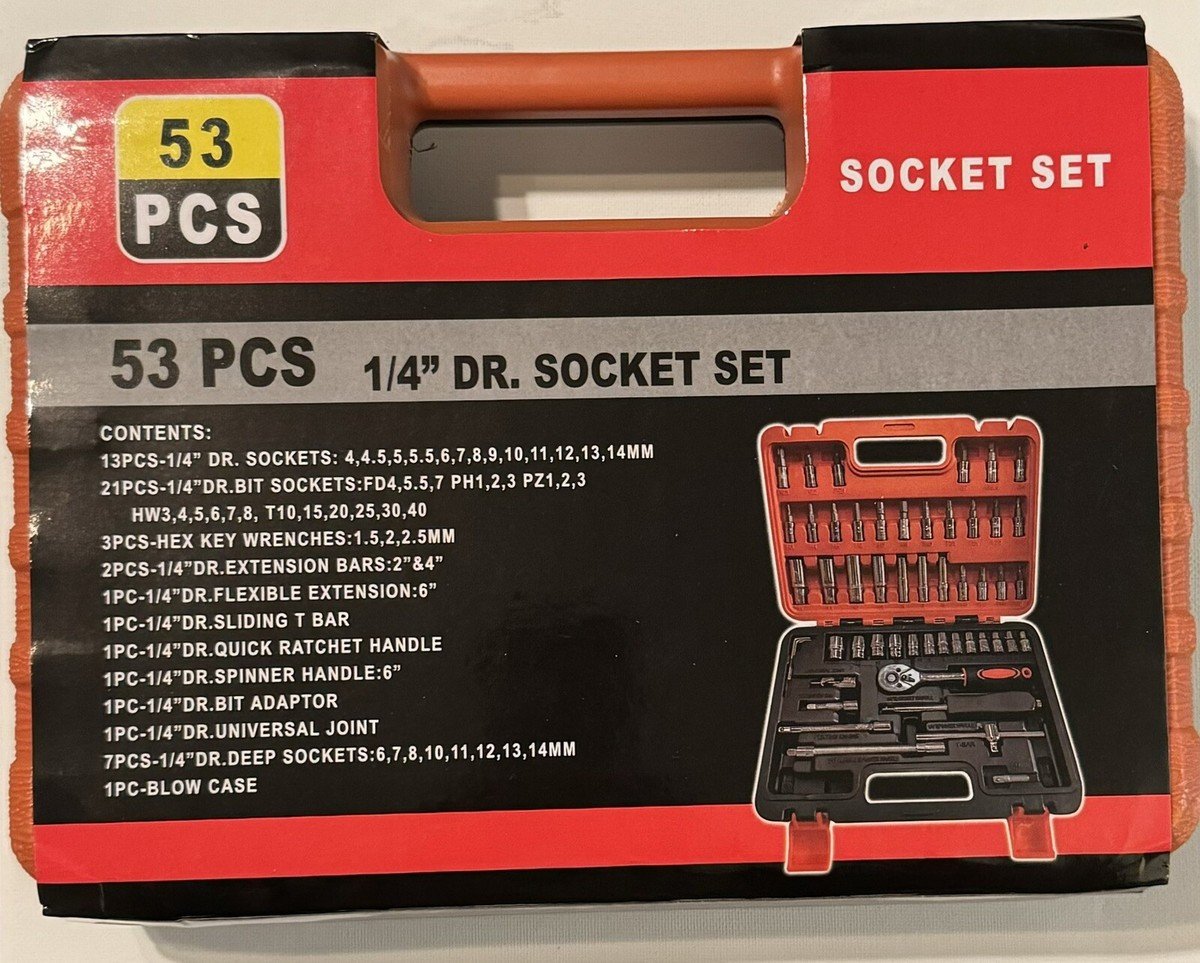 53
PCS
SOCKET SET
53 PCS 1/4” DR. SOCKET SET
CONTENTS:
13PCS-1/4” DR. SOCKETS: 4,4.5,5,5.5,6,7,8,9,10,11,12,13,14MM
21PCS-1/4”DR.BIT SOCKETS:FD4,5.5,7 PH1,2,3 PZ1,2,3
HW3,4,5,6,7,8, T10,15,20,25,30,40
3PCS-HEX KEY WRENCHES:1.5,2,2.5MM
2PCS-1/4”DR.EXTENSION BARS:2”&4”
1PC-1/4”DR.FLEXIBLE EXTENSION:6”
1PC-1/4”DR.SLIDING T BAR
1PC-1/4”DR.QUICK RATCHET HANDLE
1PC-1/4”DR.SPINNER HANDLE:6”
1PC-1/4”DR.BIT ADAPTOR
1PC-1/4”DR.UNIVERSAL JOINT
7PCS-1/4”DR.DEEP SOCKETS:6,7,8,10,11,12,13,14MM
1PC-BLOW CASE
T-BAR